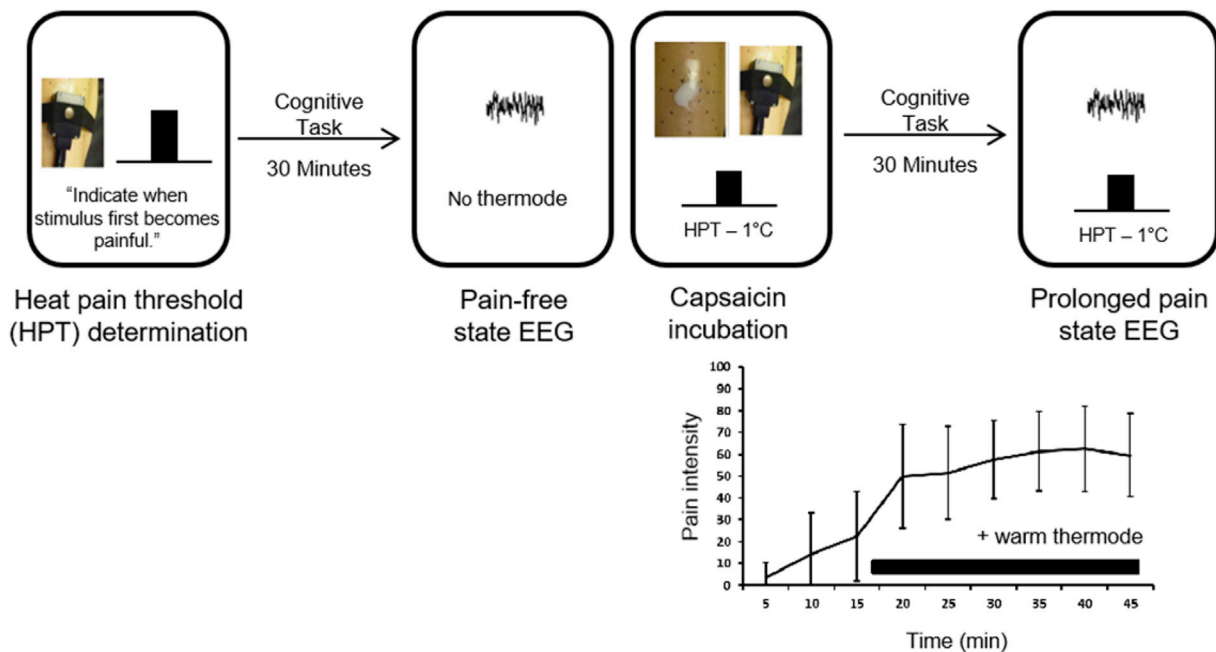 “Indicate when
stimulus first becomes
painful.”
Heat pain threshold
(HPT) determination
Cognitive
Task
30 Minutes
No thermode
Pain-free
state EEG
HPT – 1°C
Capsaicin
incubation
Cognitive
Task
30 Minutes
HPT – 1°C
Prolonged pain
state EEG
Pain intensity
100
90
80
70
60
50
40
30
20
10
0
+ warm thermode
5 10 15 20 25 30 35 40 45
Time (min)